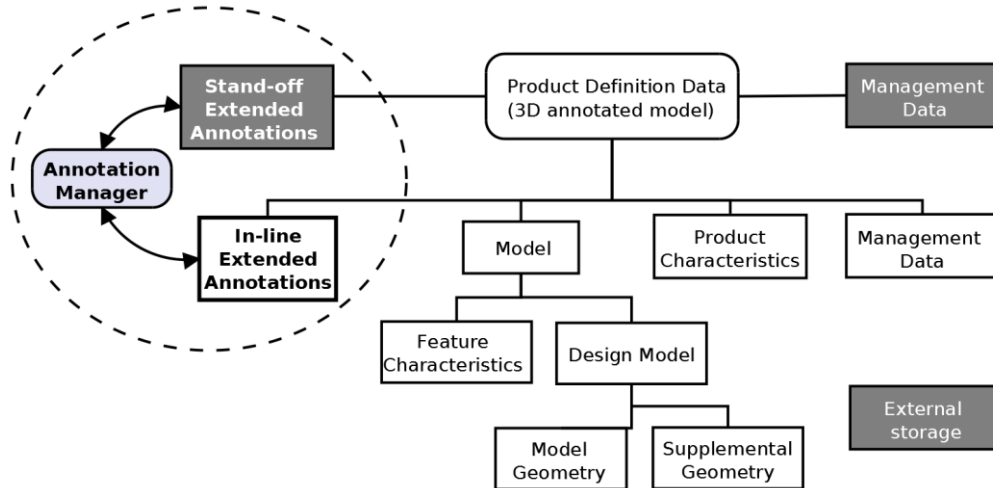 Stand-off
Extended
Annotations
Product Definition Data
(3D annotated model)
Management
Data
Annotation
Manager
In-line
Extended
Annotations
Model
Product
Characteristics
Management
Data
Feature
Characteristics
Design Model
External
storage
Model
Geometry
Supplemental
Geometry